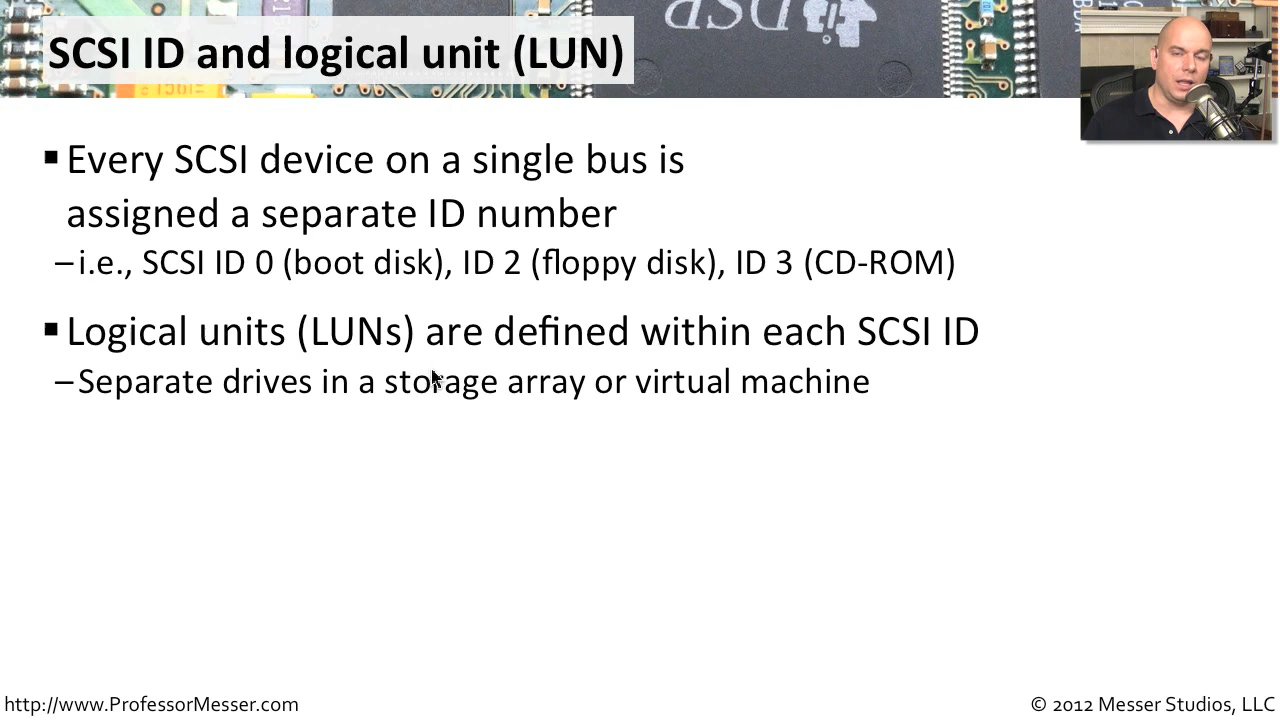 SCSI ID and logical unit (LUN)
DSP
▪ Every SCSI device on a single bus is
assigned a separate ID number
– i.e., SCSI ID 0 (boot disk), ID 2 (floppy disk), ID 3 (CD-ROM)
▪ Logical units (LUNs) are defined within each SCSI ID
– Separate drives in a storage array or virtual machine
http://www.ProfessorMesser.com
© 2012 Messer Studios, LLC